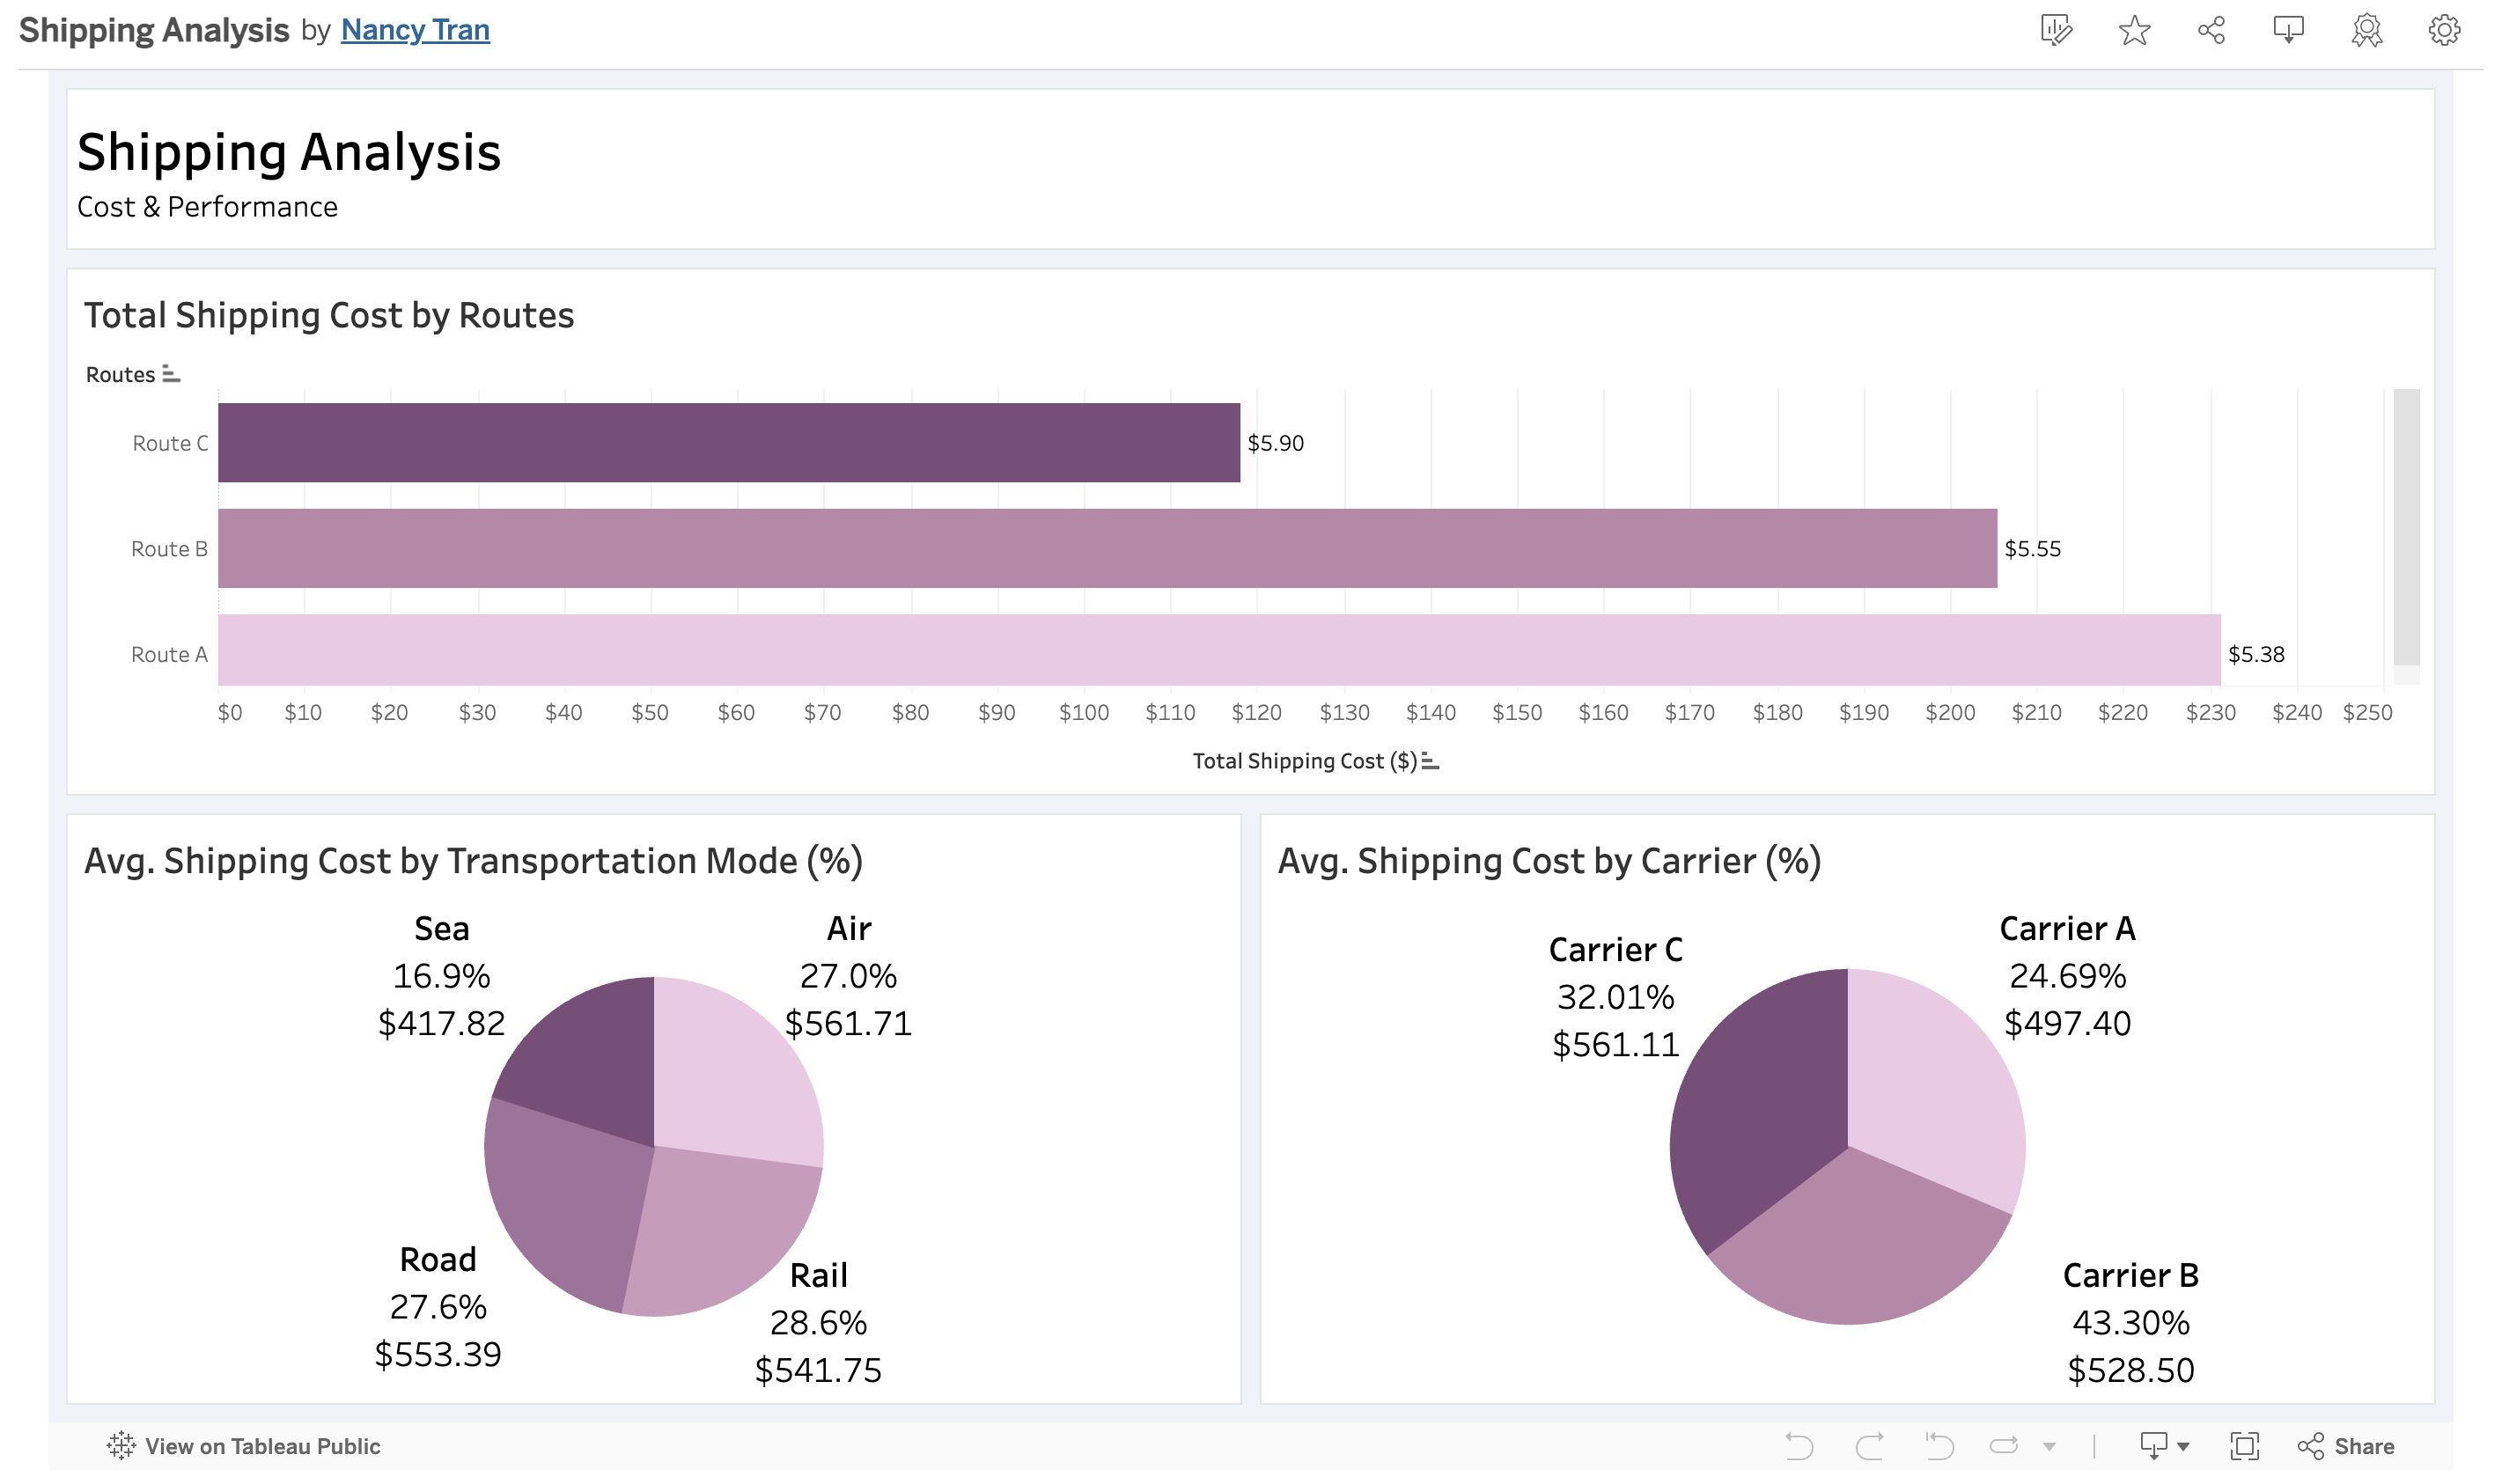 Shipping Analysis by Nancy Tran
Shipping Analysis
Cost & Performance
Total Shipping Cost by Routes
Routes
Route C
$5.90
Route B
$5.55
Route A
$5.38
$0 $10 $20 $30 $40 $50 $60 $70 $80 $90 $100 $110 $120 $130 $140 $150 $160 $170 $180 $190 $200 $210 $220 $230 $240 $250
Total Shipping Cost ($)
Avg. Shipping Cost by Transportation Mode (%)
Sea
16.9%
$417.82
Air
27.0%
$561.71
Road
27.6%
$553.39
Rail
28.6%
$541.75
Avg. Shipping Cost by Carrier (%)
Carrier C
32.01%
$561.11
Carrier A
24.69%
$497.40
Carrier B
43.30%
$528.50
View on Tableau Public
Share